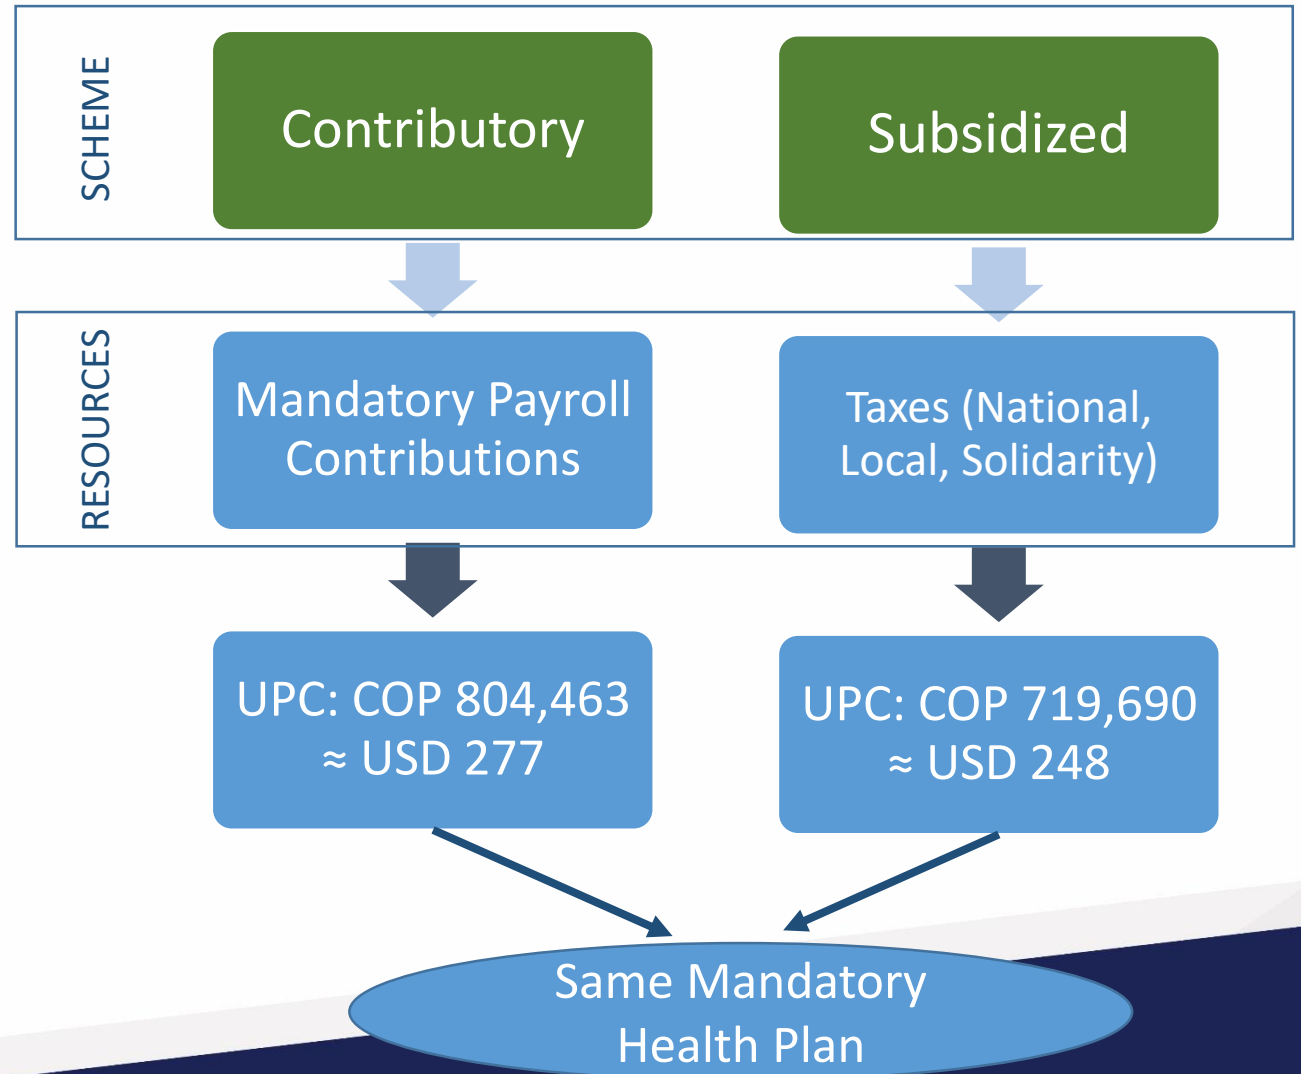 SCHEME
Contributory
Subsidized
RESOURCES
Mandatory Payroll
Contributions
Taxes (National,
Local, Solidarity)
UPC: COP 804,463
≈ USD 277
UPC: COP 719,690
≈ USD 248
Same Mandatory
Health Plan